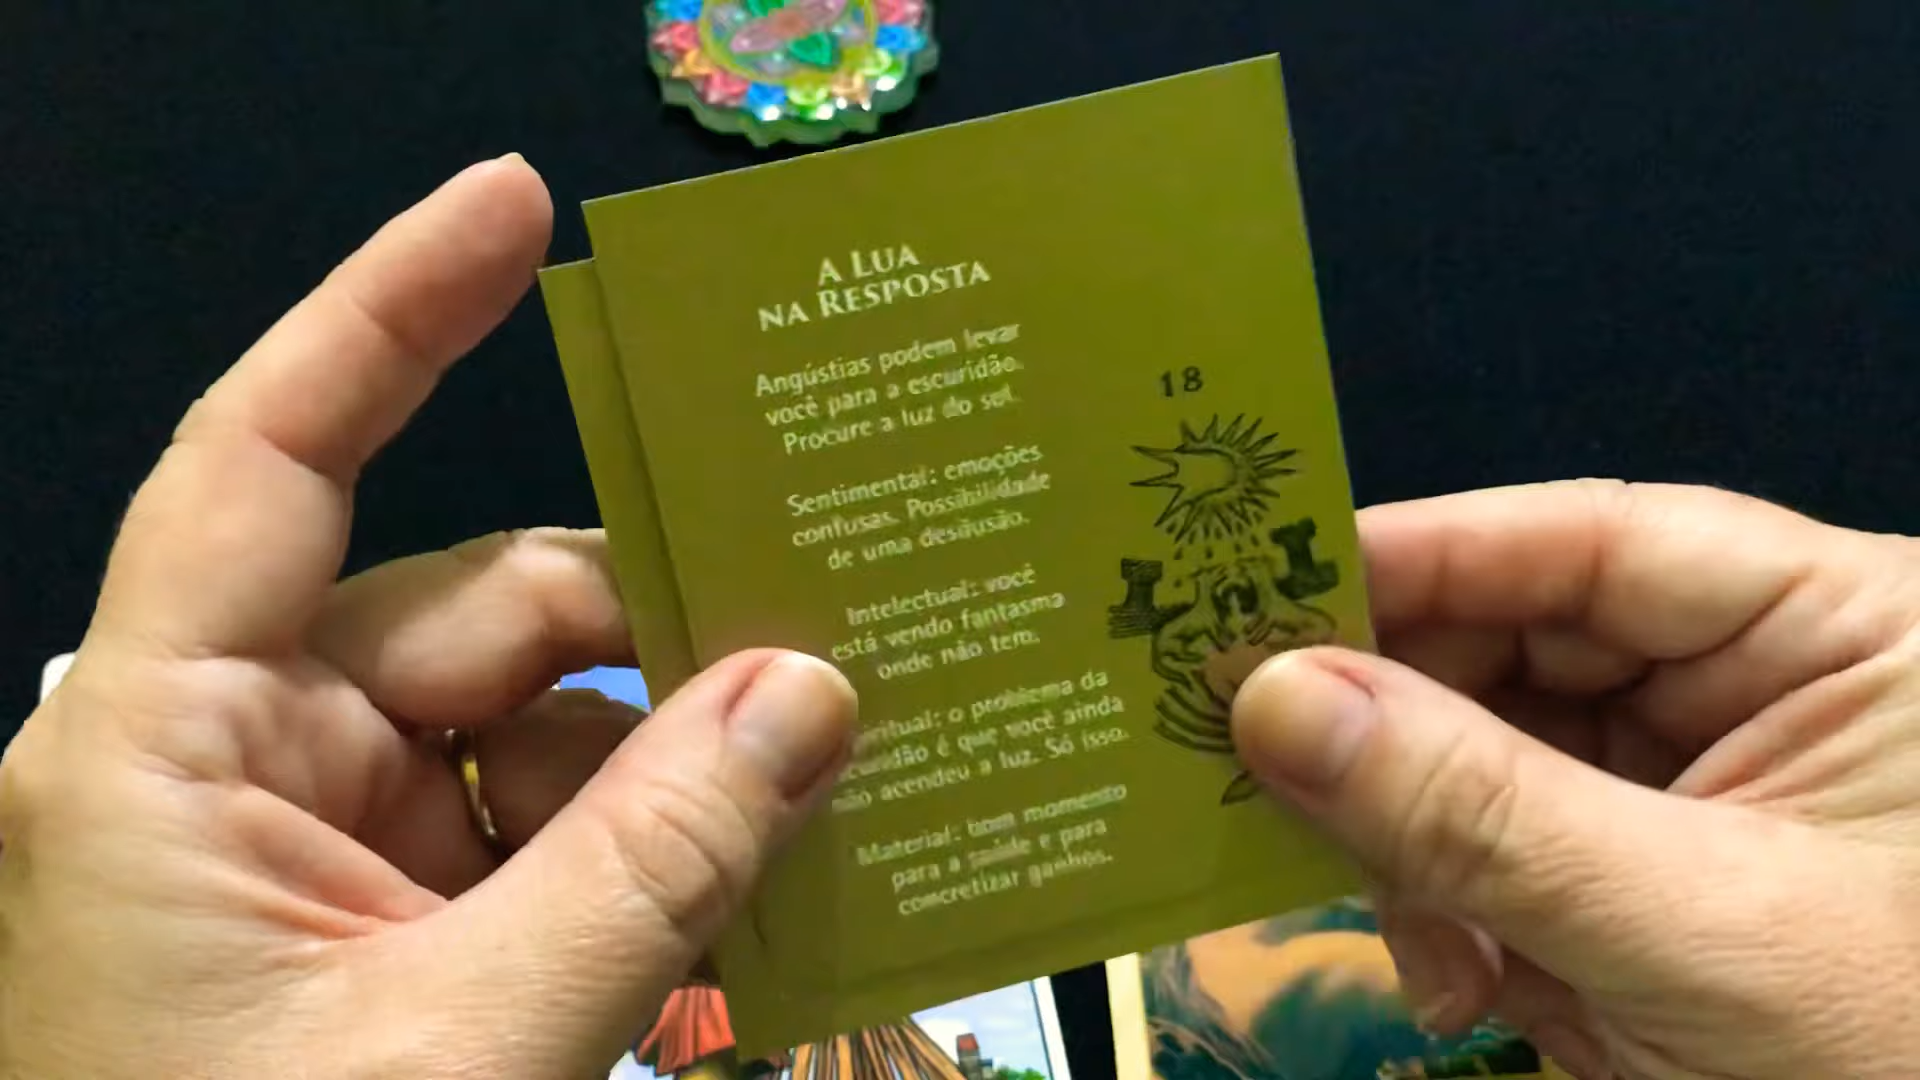 A LUA
NA RESPOSTA
Angústias podem levar
você para a escuridão.
Procure a luz do sol.
Sentimental: emoções
confusas. Possibilidade
de uma desilusão.
Intelectual: você
está vendo fantasma
onde não tem.
o problema da
é que você ainda
não acendeu a luz. Só isso.
Material: bom momento
para a saúde e para
concretizar ganhos.
18